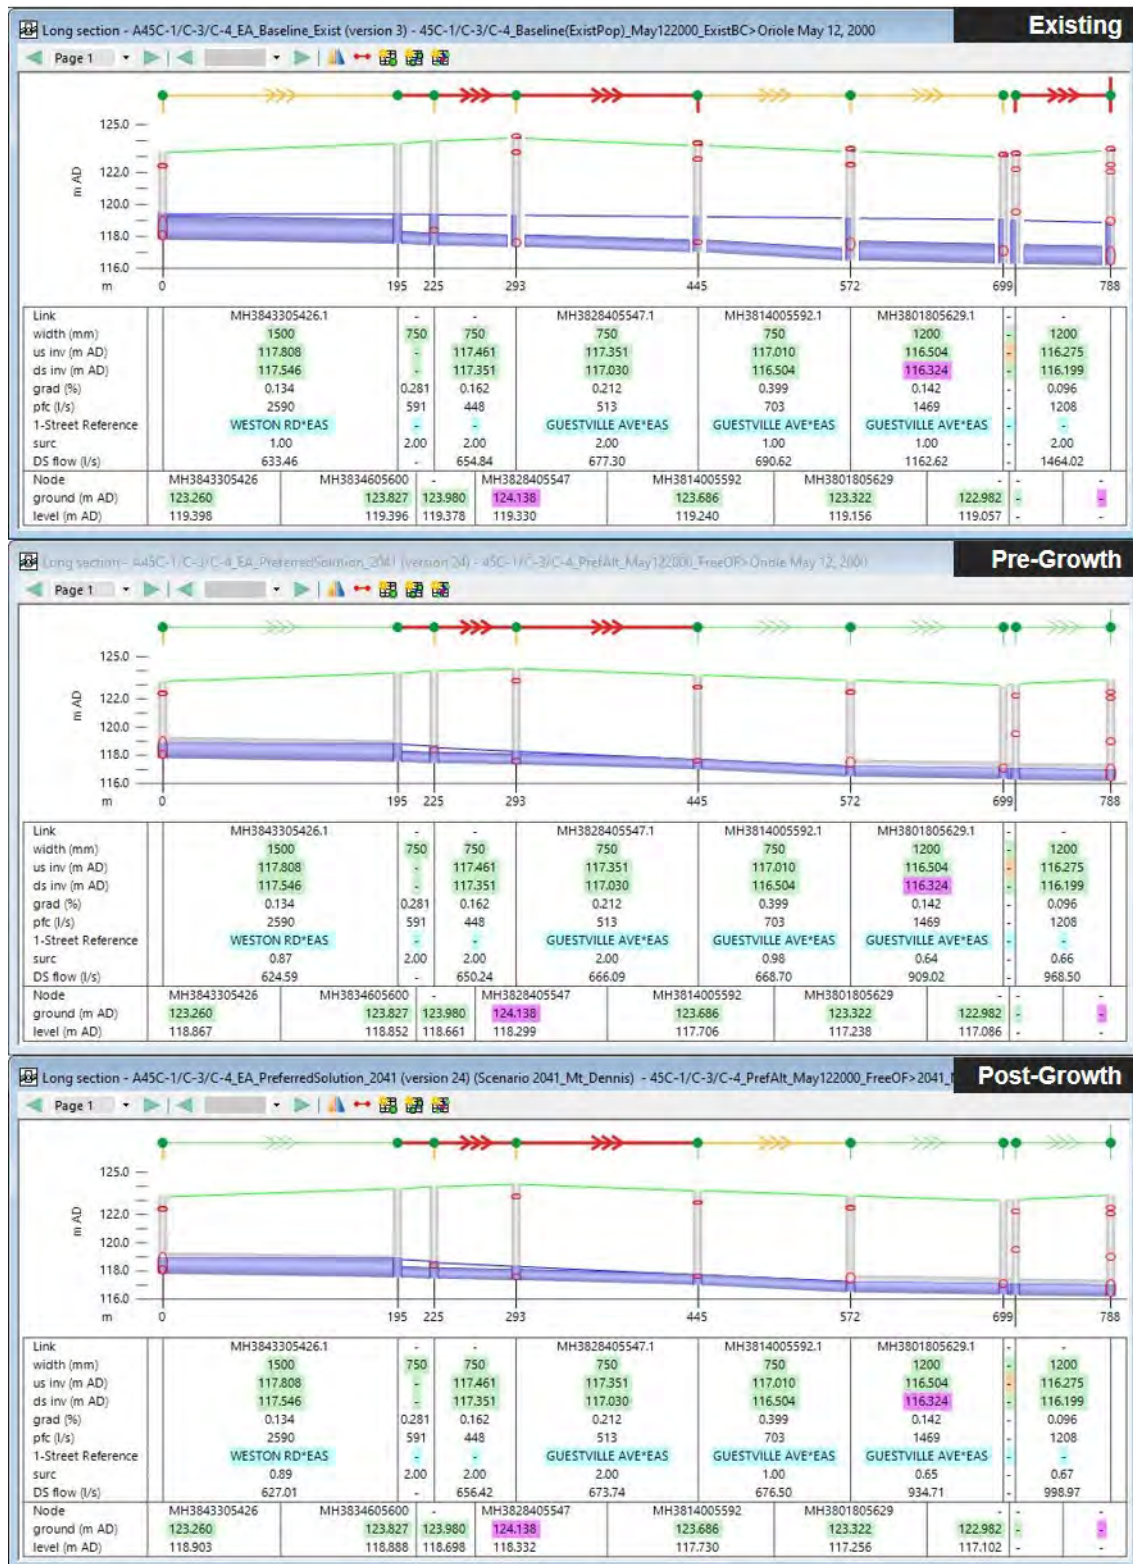 Long section - A45C-1/C-3/C-4_EA_Baseline_Exist (version 3) - 45C-1/C-3/C-4_Baseline(ExistPop)_May122000_ExistBC>Oriole May 12, 2000
Existing
Page 1
125.0
122.0
m AD
120.0
118.0
116.0
m 0 195 225 293 445 572 699 788
Link MH3843305426.1 - - MH3828405547.1 MH3814005592.1 MH3801805629.1 - -
width (mm) 1500 750 750 750 750 1200 - 1200
us inv (m AD) 117.808 - 117.461 117.351 117.010 116.504 - 116.275
ds inv (m AD) 117.546 - 117.351 117.030 116.504 116.324 - 116.199
grad (%) 0.134 0.281 0.162 0.212 0.399 0.142 - 0.096
pfc (l/s) 2590 591 448 513 703 1469 - 1208
1-Street Reference WESTON RD*EAS - - GUESTVILLE AVE*EAS GUESTVILLE AVE*EAS GUESTVILLE AVE*EAS - -
surc 1.00 2.00 2.00 2.00 1.00 1.00 - 2.00
DS flow (l/s) 633.46 - 654.84 677.30 690.62 1162.62 - 1464.02
Node MH3843305426 MH3834605600 - MH3828405547 MH3814005592 MH3801805629 - - -
ground (m AD) 123.260 123.827 123.980 124.138 123.686 123.322 122.982 - -
level (m AD) 119.398 119.396 119.378 119.330 119.240 119.156 119.057 - -
Long section - A45C-1/C-3/C-4_EA_PreferredSolution_2041 (version 24) - 45C-1/C-3/C-4_PrefAlt_May122000_FreeOF>Oriole May 12, 2000
Pre-Growth
Page 1
125.0
122.0
m AD
120.0
118.0
116.0
m 0 195 225 293 445 572 699 788
Link MH3843305426.1 - - MH3828405547.1 MH3814005592.1 MH3801805629.1 - -
width (mm) 1500 750 750 750 750 1200 - 1200
us inv (m AD) 117.808 - 117.461 117.351 117.010 116.504 - 116.275
ds inv (m AD) 117.546 - 117.351 117.030 116.504 116.324 - 116.199
grad (%) 0.134 0.281 0.162 0.212 0.399 0.142 - 0.096
pfc (l/s) 2590 591 448 513 703 1469 - 1208
1-Street Reference WESTON RD*EAS - - GUESTVILLE AVE*EAS GUESTVILLE AVE*EAS GUESTVILLE AVE*EAS - -
surc 0.87 2.00 2.00 2.00 0.98 0.64 - 0.66
DS flow (l/s) 624.59 - 650.24 666.09 668.70 909.02 - 968.50
Node MH3843305426 MH3834605600 - MH3828405547 MH3814005592 MH3801805629 - - -
ground (m AD) 123.260 123.827 123.980 124.138 123.686 123.322 122.982 - -
level (m AD) 118.867 118.852 118.661 118.299 117.706 117.238 117.086 - -
Long section - A45C-1/C-3/C-4_EA_PreferredSolution_2041 (version 24) (Scenario 2041_Mt_Dennis) - 45C-1/C-3/C-4_PrefAlt_May122000_FreeOF>2041_
Post-Growth
Page 1
125.0
122.0
m AD
120.0
118.0
116.0
m 0 195 225 293 445 572 699 788
Link MH3843305426.1 - - MH3828405547.1 MH3814005592.1 MH3801805629.1 - -
width (mm) 1500 750 750 750 750 1200 - 1200
us inv (m AD) 117.808 - 117.461 117.351 117.010 116.504 - 116.275
ds inv (m AD) 117.546 - 117.351 117.030 116.504 116.324 - 116.199
grad (%) 0.134 0.281 0.162 0.212 0.399 0.142 - 0.096
pfc (l/s) 2590 591 448 513 703 1469 - 1208
1-Street Reference WESTON RD*EAS - - GUESTVILLE AVE*EAS GUESTVILLE AVE*EAS GUESTVILLE AVE*EAS - -
surc 0.89 2.00 2.00 2.00 1.00 0.65 - 0.67
DS flow (l/s) 627.01 - 656.42 673.74 676.50 934.71 - 998.97
Node MH3843305426 MH3834605600 - MH3828405547 MH3814005592 MH3801805629 - - -
ground (m AD) 123.260 123.827 123.980 124.138 123.686 123.322 122.982 - -
level (m AD) 118.903 118.888 118.698 118.332 117.730 117.256 117.102 - -